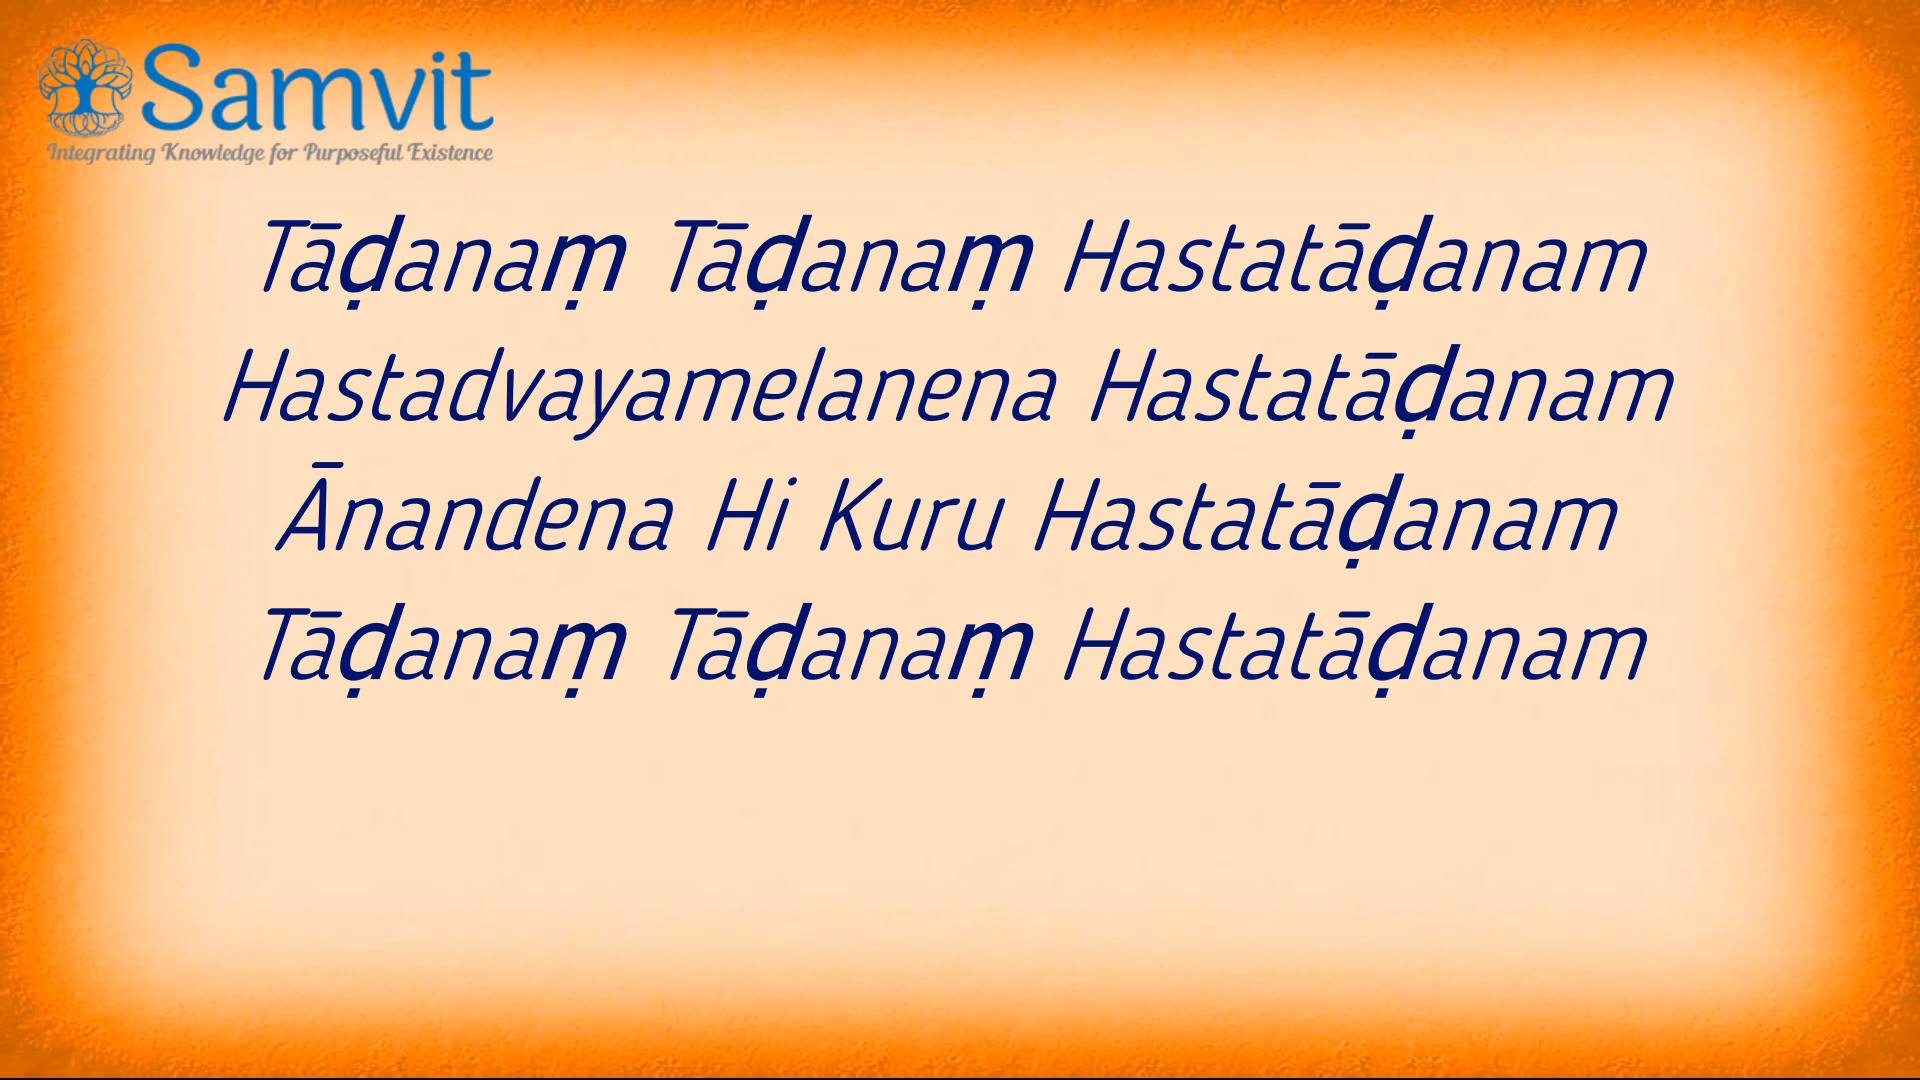 Samvit
Integrating Knowledge for Purposeful Existence
Tāḍanaṃ Tāḍanaṃ Hastatāḍanam
Hastadvayamelanena Hastatāḍanam
Ānandena Hi Kuru Hastatāḍanam
Tāḍanaṃ Tāḍanaṃ Hastatāḍanam